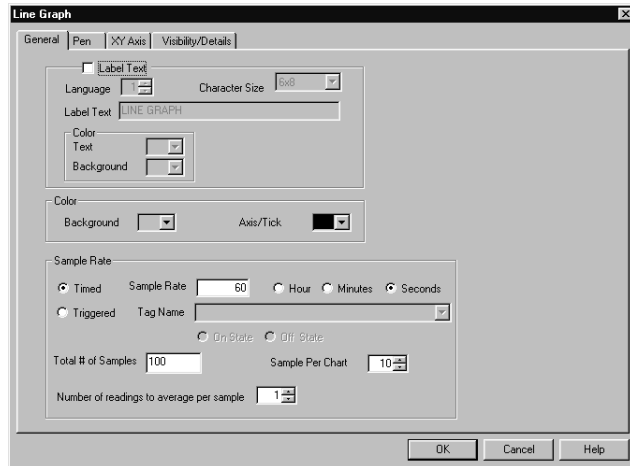 Line Graph
General Pen XY Axis Visibility/Details
Label Text
Language 1 Character Size 6x8
Label Text LINE GRAPH
Color
Text
Background
Color
Background Axis/Tick
Sample Rate
Timed Sample Rate 60 Hour Minutes Seconds
Triggered Tag Name
On State Off State
Total # of Samples 100 Sample Per Chart 10
Number of readings to average per sample 1
OK Cancel Help